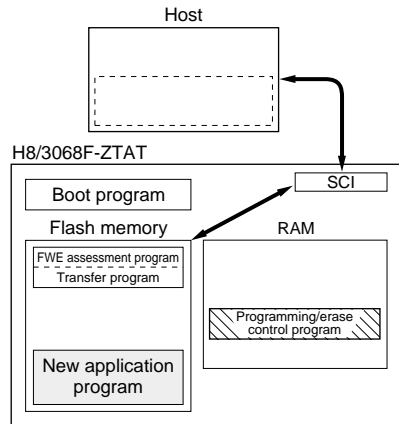 Host
H8/3068F-ZTAT
SCI
Boot program
Flash memory
RAM
FWE assessment program
Transfer program
Programming/erase
control program
New application
program